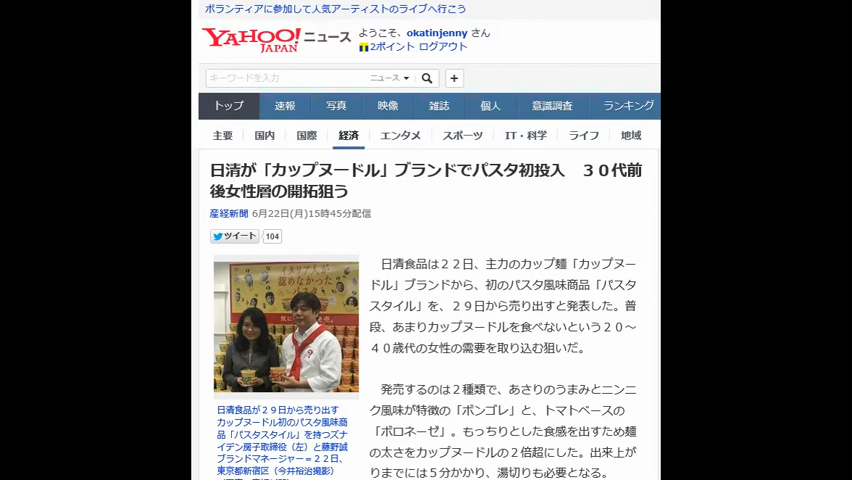 ボランティアに参加して人気アーティストのライブへ行こう
YAHOO! JAPAN ニュース
ようこそ、okatinjenny さん
2ポイント ログアウト
キーワードを入力 ニュース +
トップ 速報 写真 映像 雑誌 個人 意識調査 ランキング
主要 国内 国際 経済 エンタメ スポーツ IT・科学 ライフ 地域
日清が「カップヌードル」ブランドでパスタ初投入　３０代前
後女性層の開拓狙う
産経新聞 6月22日(月)15時45分配信
ツイート 104
イタリア人の
認めなかった
パスタ
日清食品は２２日、主力のカップ麺「カップヌー
ドル」ブランドから、初のパスタ風味商品「パスタ
スタイル」を、２９日から売り出すと発表した。普
段、あまりカップヌードルを食べないという２０～
４０歳代の女性の需要を取り込む狙いだ。
発売するのは２種類で、あさりのうまみとニンニ
ク風味が特徴の「ボンゴレ」と、トマトベースの
「ボロネーゼ」。もっちりとした食感を出すため麺
の太さをカップヌードルの２倍超にした。出来上が
りまでには５分かかり、湯切りも必要となる。
日清食品が２９日から売り出す
カップヌードル初のパスタ風味商
品「パスタスタイル」を持つズナ
イデン房子取締役（左）と藤野誠
ブランドマネージャー＝２２日、
東京都新宿区（今井裕治撮影）